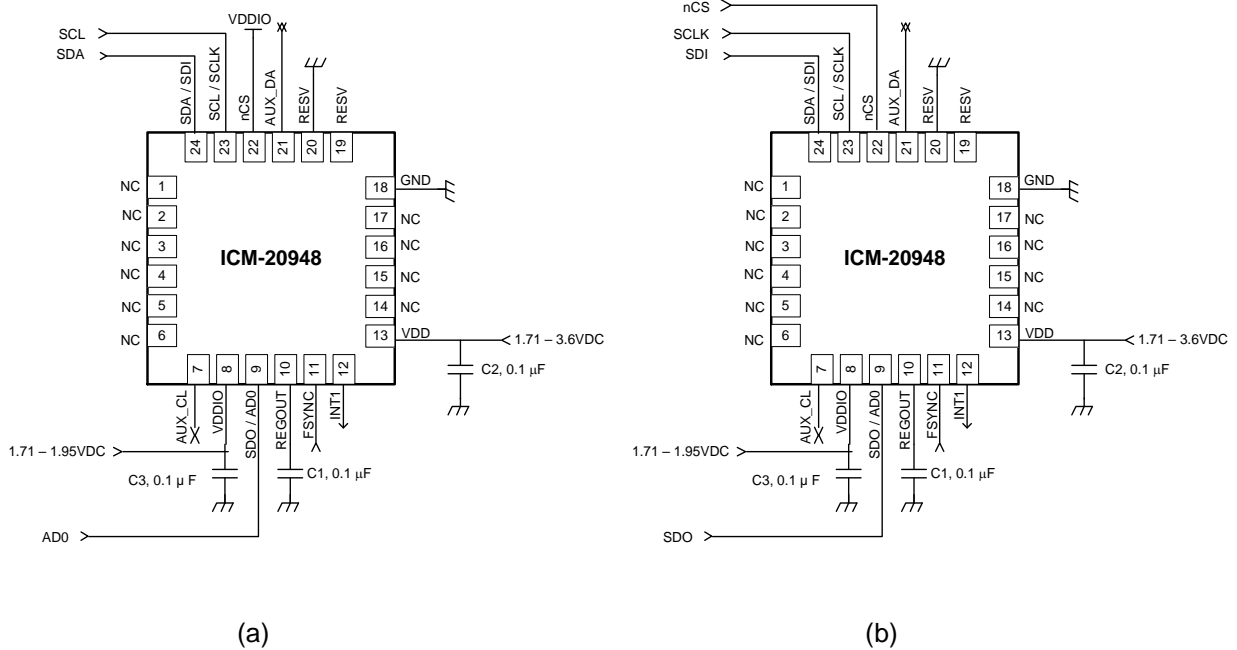 SCL
SDA
VDDIO
SDA / SDI
SCL / SCLK
nCS
AUX_DA
RESV
RESV
24
23
22
21
20
19
NC 1
NC 2
NC 3
NC 4
NC 5
NC 6
ICM-20948
18 GND
17 NC
16 NC
15 NC
14 NC
13 VDD
1.71 – 3.6VDC
C2, 0.1 μF
7
8
9
10
11
12
AUX_CL
VDDIO
SDO / AD0
REGOUT
FSYNC
INT1
1.71 – 1.95VDC
C3, 0.1 μ F
C1, 0.1 μF
AD0
(a)
nCS
SCLK
SDI
SDA / SDI
SCL / SCLK
nCS
AUX_DA
RESV
RESV
24
23
22
21
20
19
NC 1
NC 2
NC 3
NC 4
NC 5
NC 6
ICM-20948
18 GND
17 NC
16 NC
15 NC
14 NC
13 VDD
1.71 – 3.6VDC
C2, 0.1 μF
7
8
9
10
11
12
AUX_CL
VDDIO
SDO / AD0
REGOUT
FSYNC
INT1
1.71 – 1.95VDC
C3, 0.1 μ F
C1, 0.1 μF
SDO
(b)